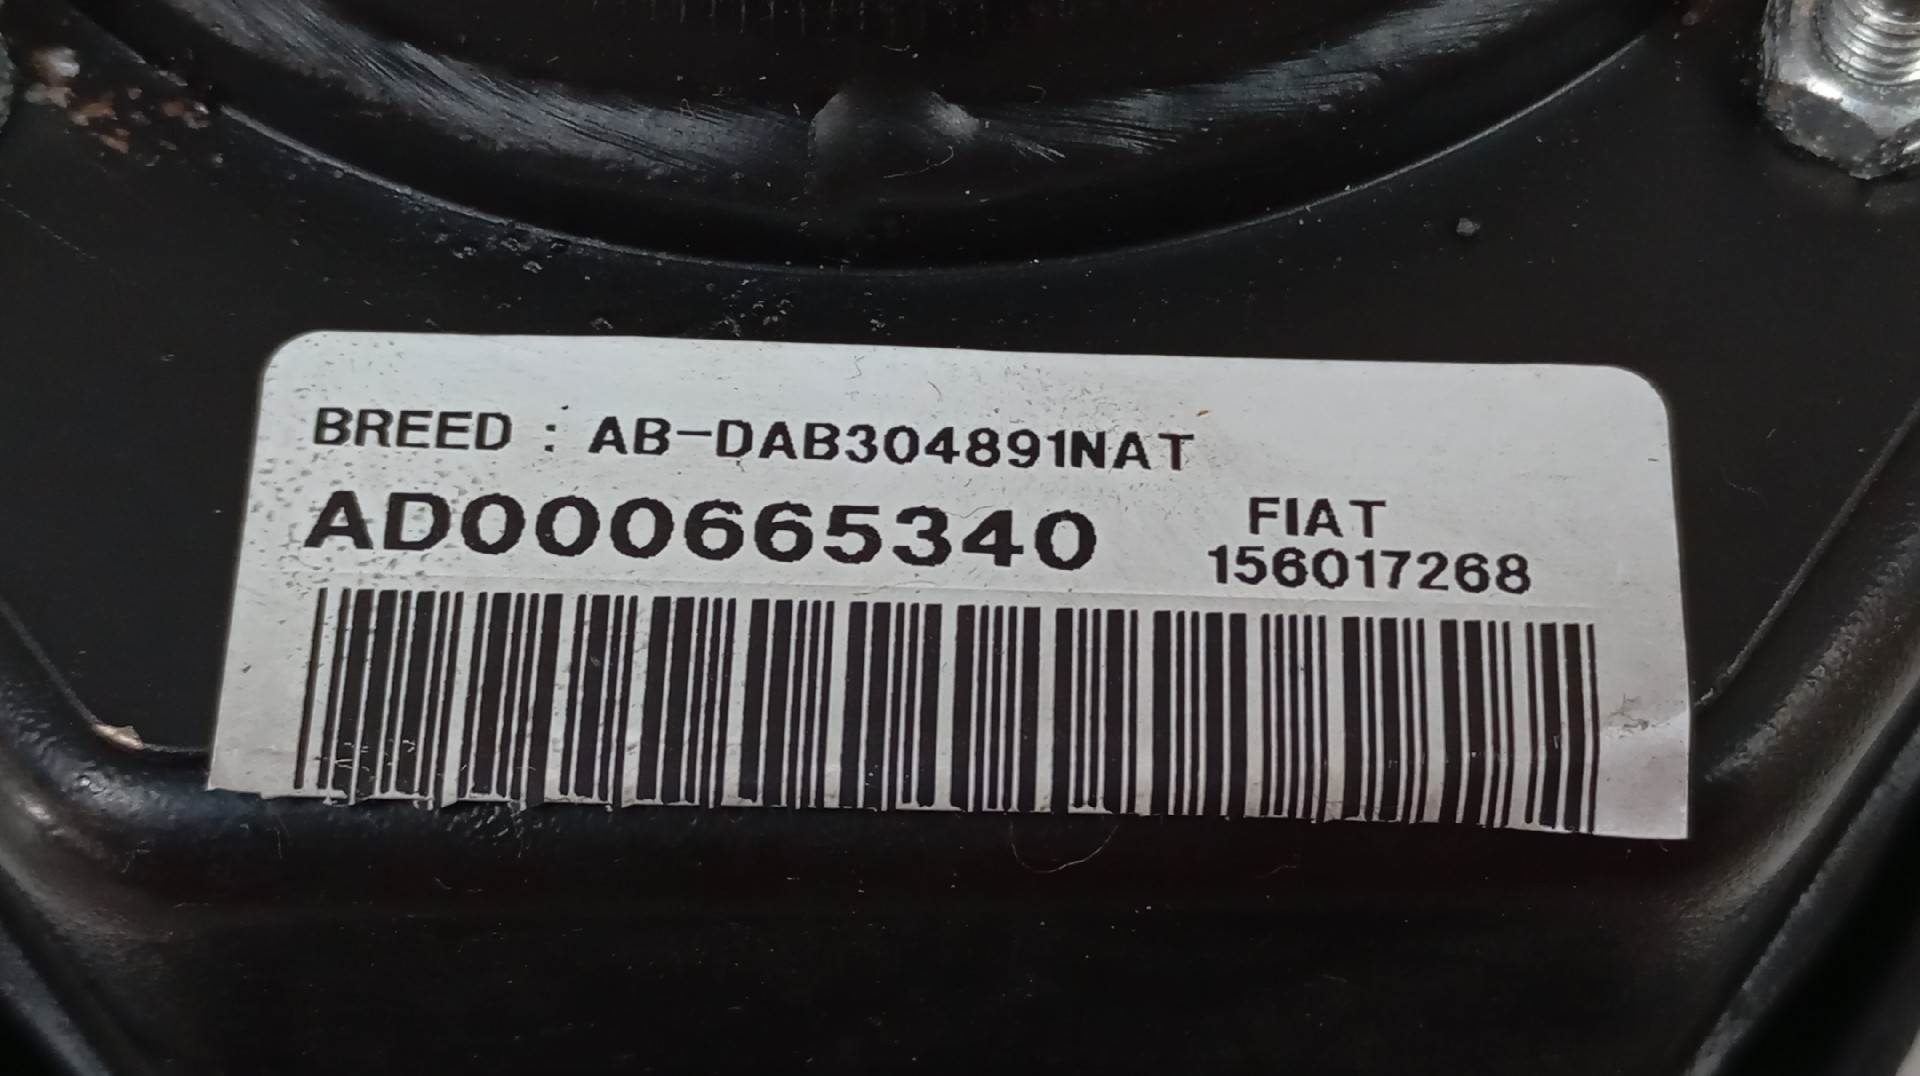 BREED : AB-DAB304891NAT
AD000665340
FIAT
156017268